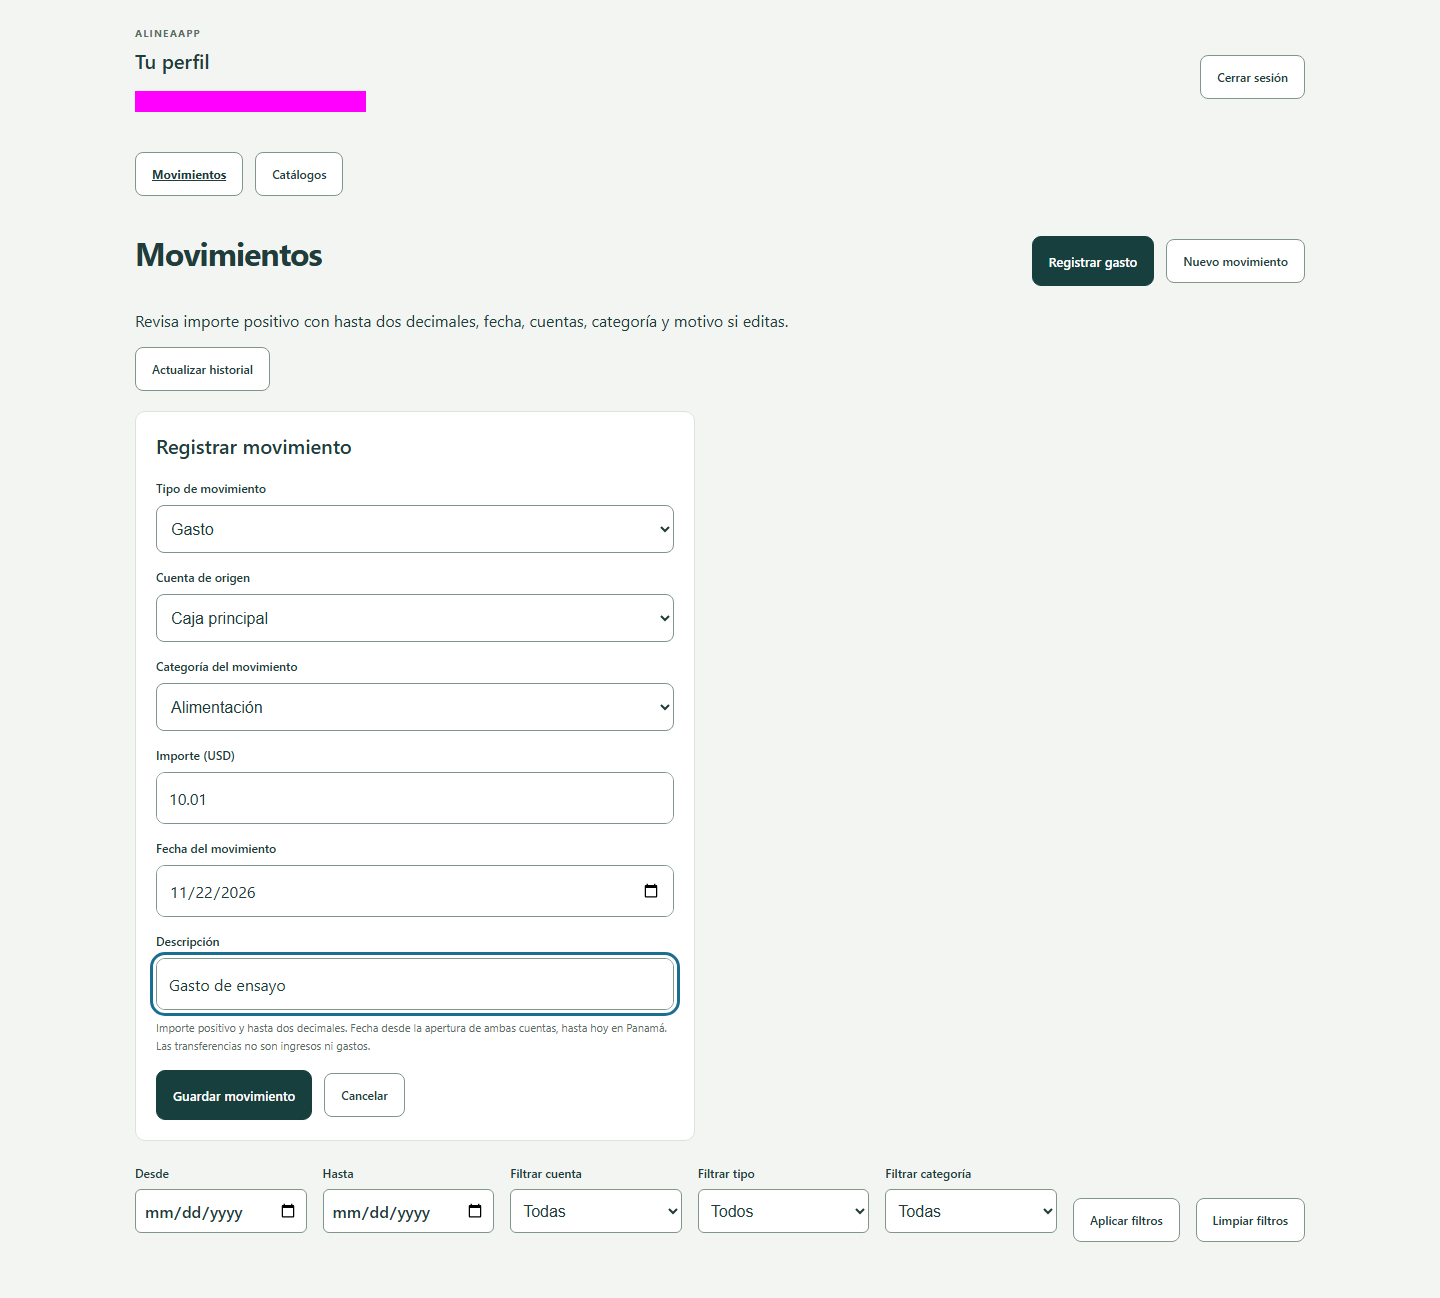 ALINEAAPP
Tu perfil
Cerrar sesión
Movimientos
Catálogos
Movimientos
Registrar gasto
Nuevo movimiento
Revisa importe positivo con hasta dos decimales, fecha, cuentas, categoría y motivo si editas.
Actualizar historial
Registrar movimiento
Tipo de movimiento
Gasto
Cuenta de origen
Caja principal
Categoría del movimiento
Alimentación
Importe (USD)
10.01
Fecha del movimiento
11/22/2026
Descripción
Gasto de ensayo
Importe positivo y hasta dos decimales. Fecha desde la apertura de ambas cuentas, hasta hoy en Panamá.
Las transferencias no son ingresos ni gastos.
Guardar movimiento
Cancelar
Desde
Hasta
Filtrar cuenta
Filtrar tipo
Filtrar categoría
mm/dd/yyyy
mm/dd/yyyy
Todas
Todos
Todas
Aplicar filtros
Limpiar filtros